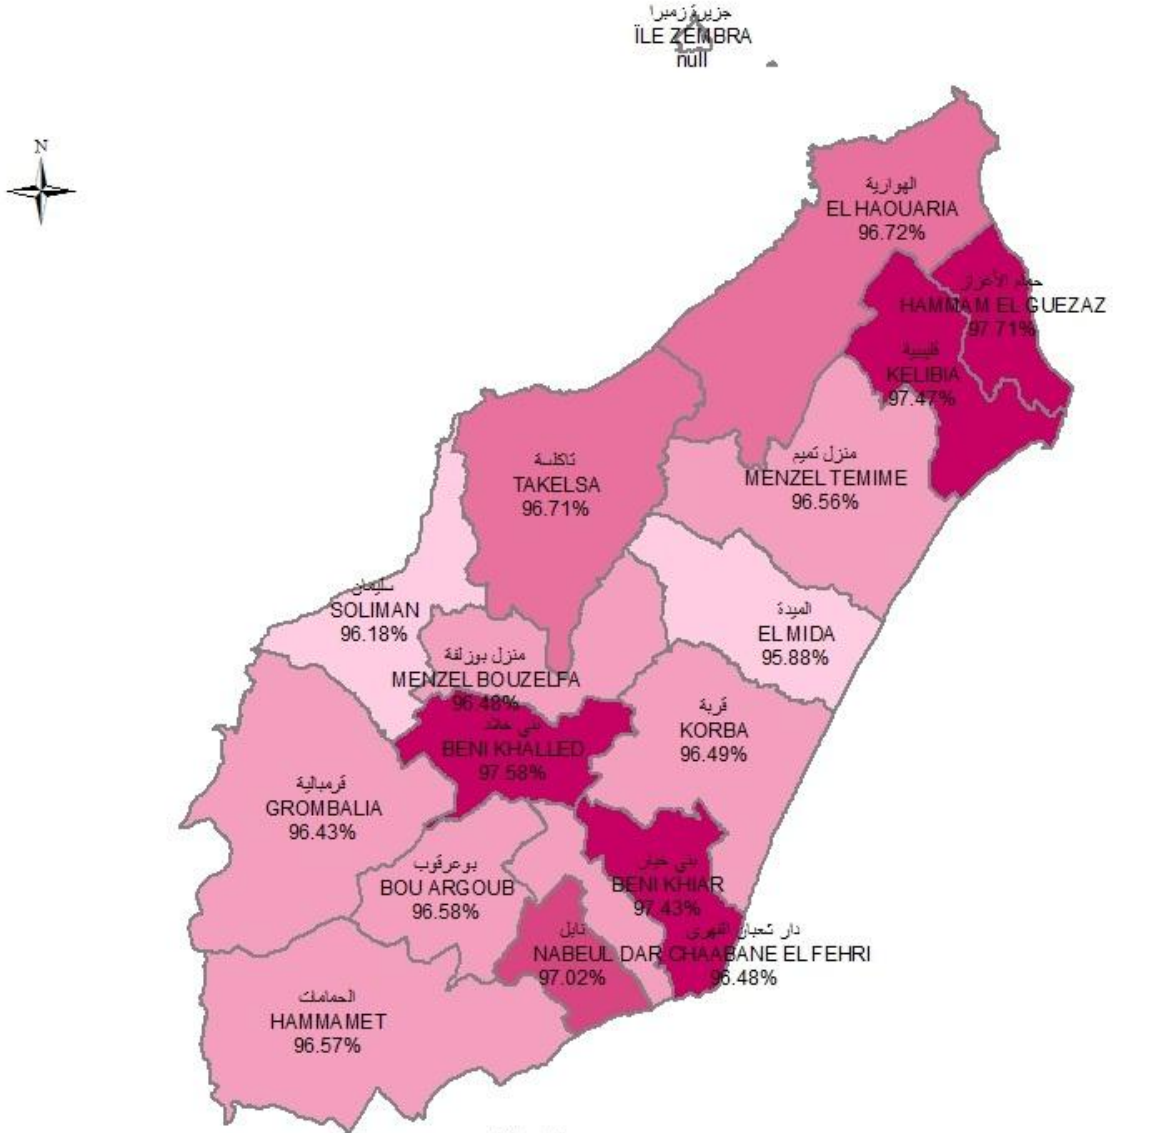 جزيرة زمبرا
ÎLE ZEMBRA
null
N
الهوارية
EL HAOUARIA
96.72%
حمام الأغزاز
HAMMAM EL GUEZAZ
97.71%
قليبية
KELIBIA
97.47%
منزل تميم
MENZEL TEMIME
96.56%
تاكلسة
TAKELSA
96.71%
سليمان
SOLIMAN
96.18%
الميدة
EL MIDA
95.88%
منزل بوزلفة
MENZEL BOUZELFA
96.48%
قربة
KORBA
96.49%
بني خلاد
BENI KHALLED
97.58%
قرمبالية
GROMBALIA
96.43%
بوعرقوب
BOU ARGOUB
96.58%
بني خيار
BENI KHIAR
97.43%
نابل
NABEUL
97.02%
دار شعبان الفهري
DAR CHAABANE EL FEHRI
96.48%
الحمامات
HAMMAMET
96.57%